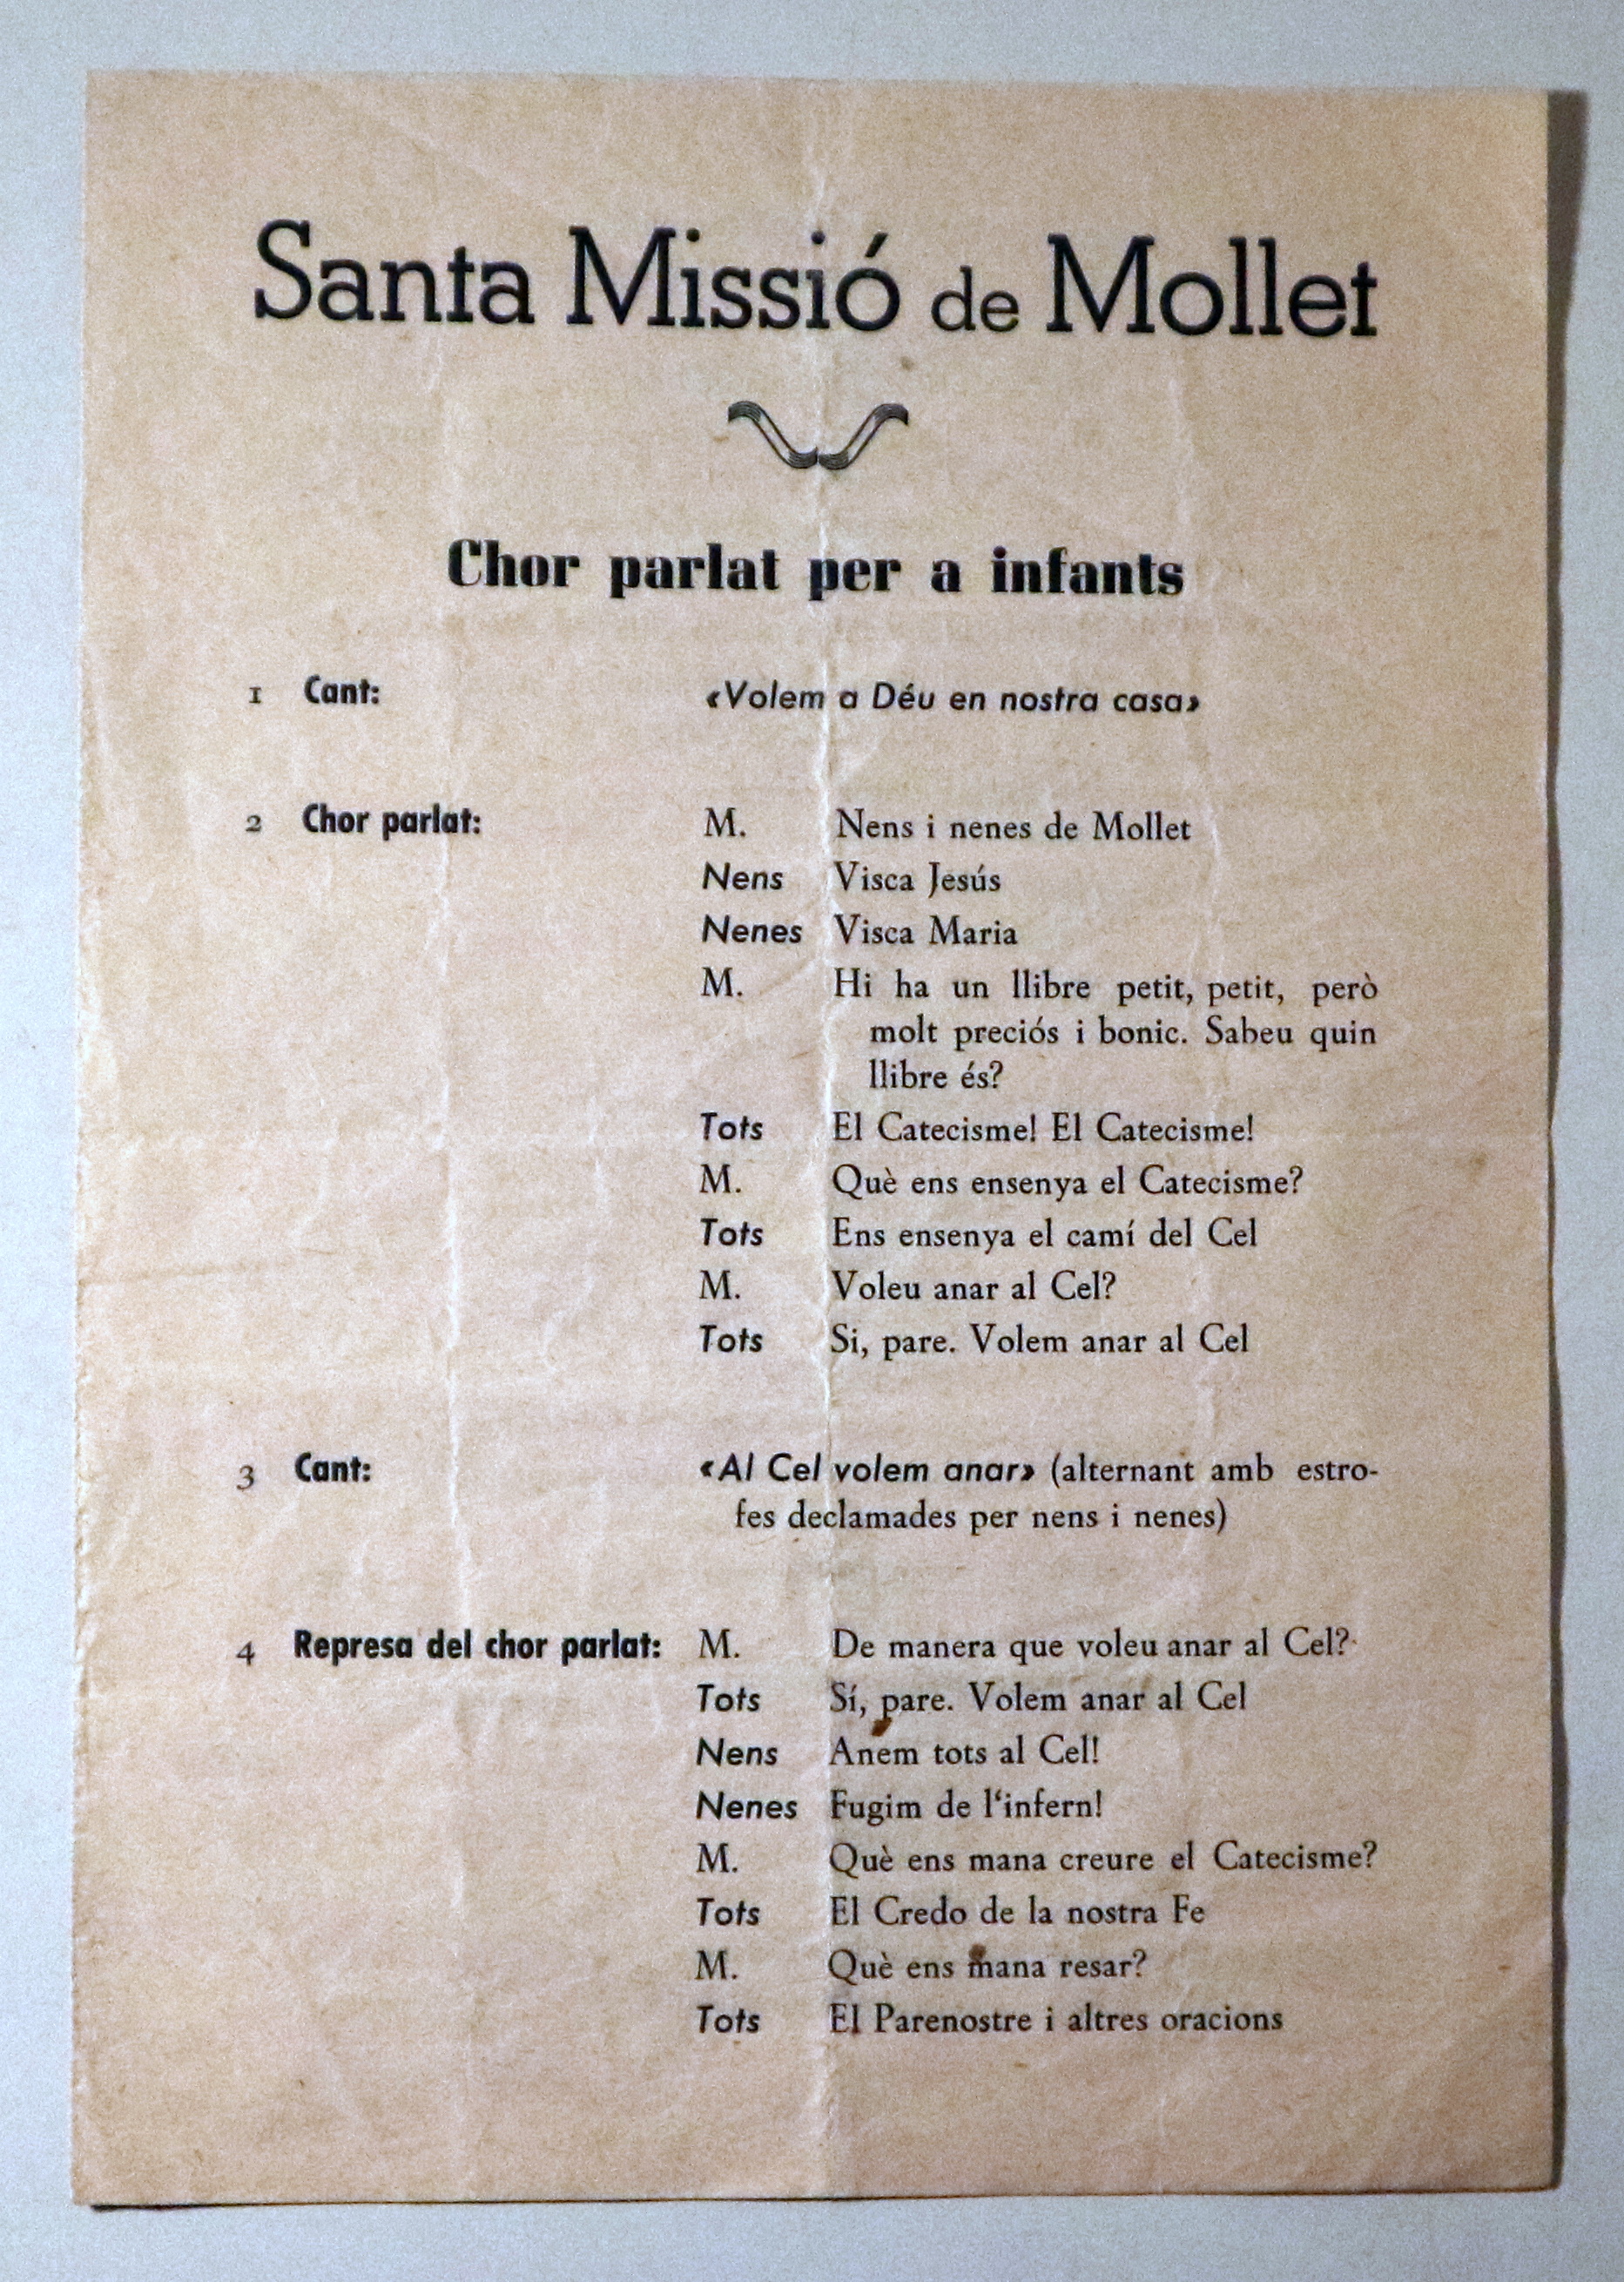 Santa Missió de Mollet
Chor parlat per a infants
1 Cant: «Volem a Déu en nostra casa»
2 Chor parlat: M. Nens i nenes de Mollet
Nens Visca Jesús
Nenes Visca Maria
M. Hi ha un llibre petit, petit, però
molt preciós i bonic. Sabeu quin
llibre és?
Tots El Catecisme! El Catecisme!
M. Què ens ensenya el Catecisme?
Tots Ens ensenya el camí del Cel
M. Voleu anar al Cel?
Tots Si, pare. Volem anar al Cel
3 Cant: «Al Cel volem anar» (alternant amb estro-
fes declamades per nens i nenes)
4 Represa del chor parlat: M. De manera que voleu anar al Cel?
Tots Sí, pare. Volem anar al Cel
Nens Anem tots al Cel!
Nenes Fugim de l‘infern!
M. Què ens mana creure el Catecisme?
Tots El Credo de la nostra Fe
M. Què ens mana resar?
Tots El Parenostre i altres oracions